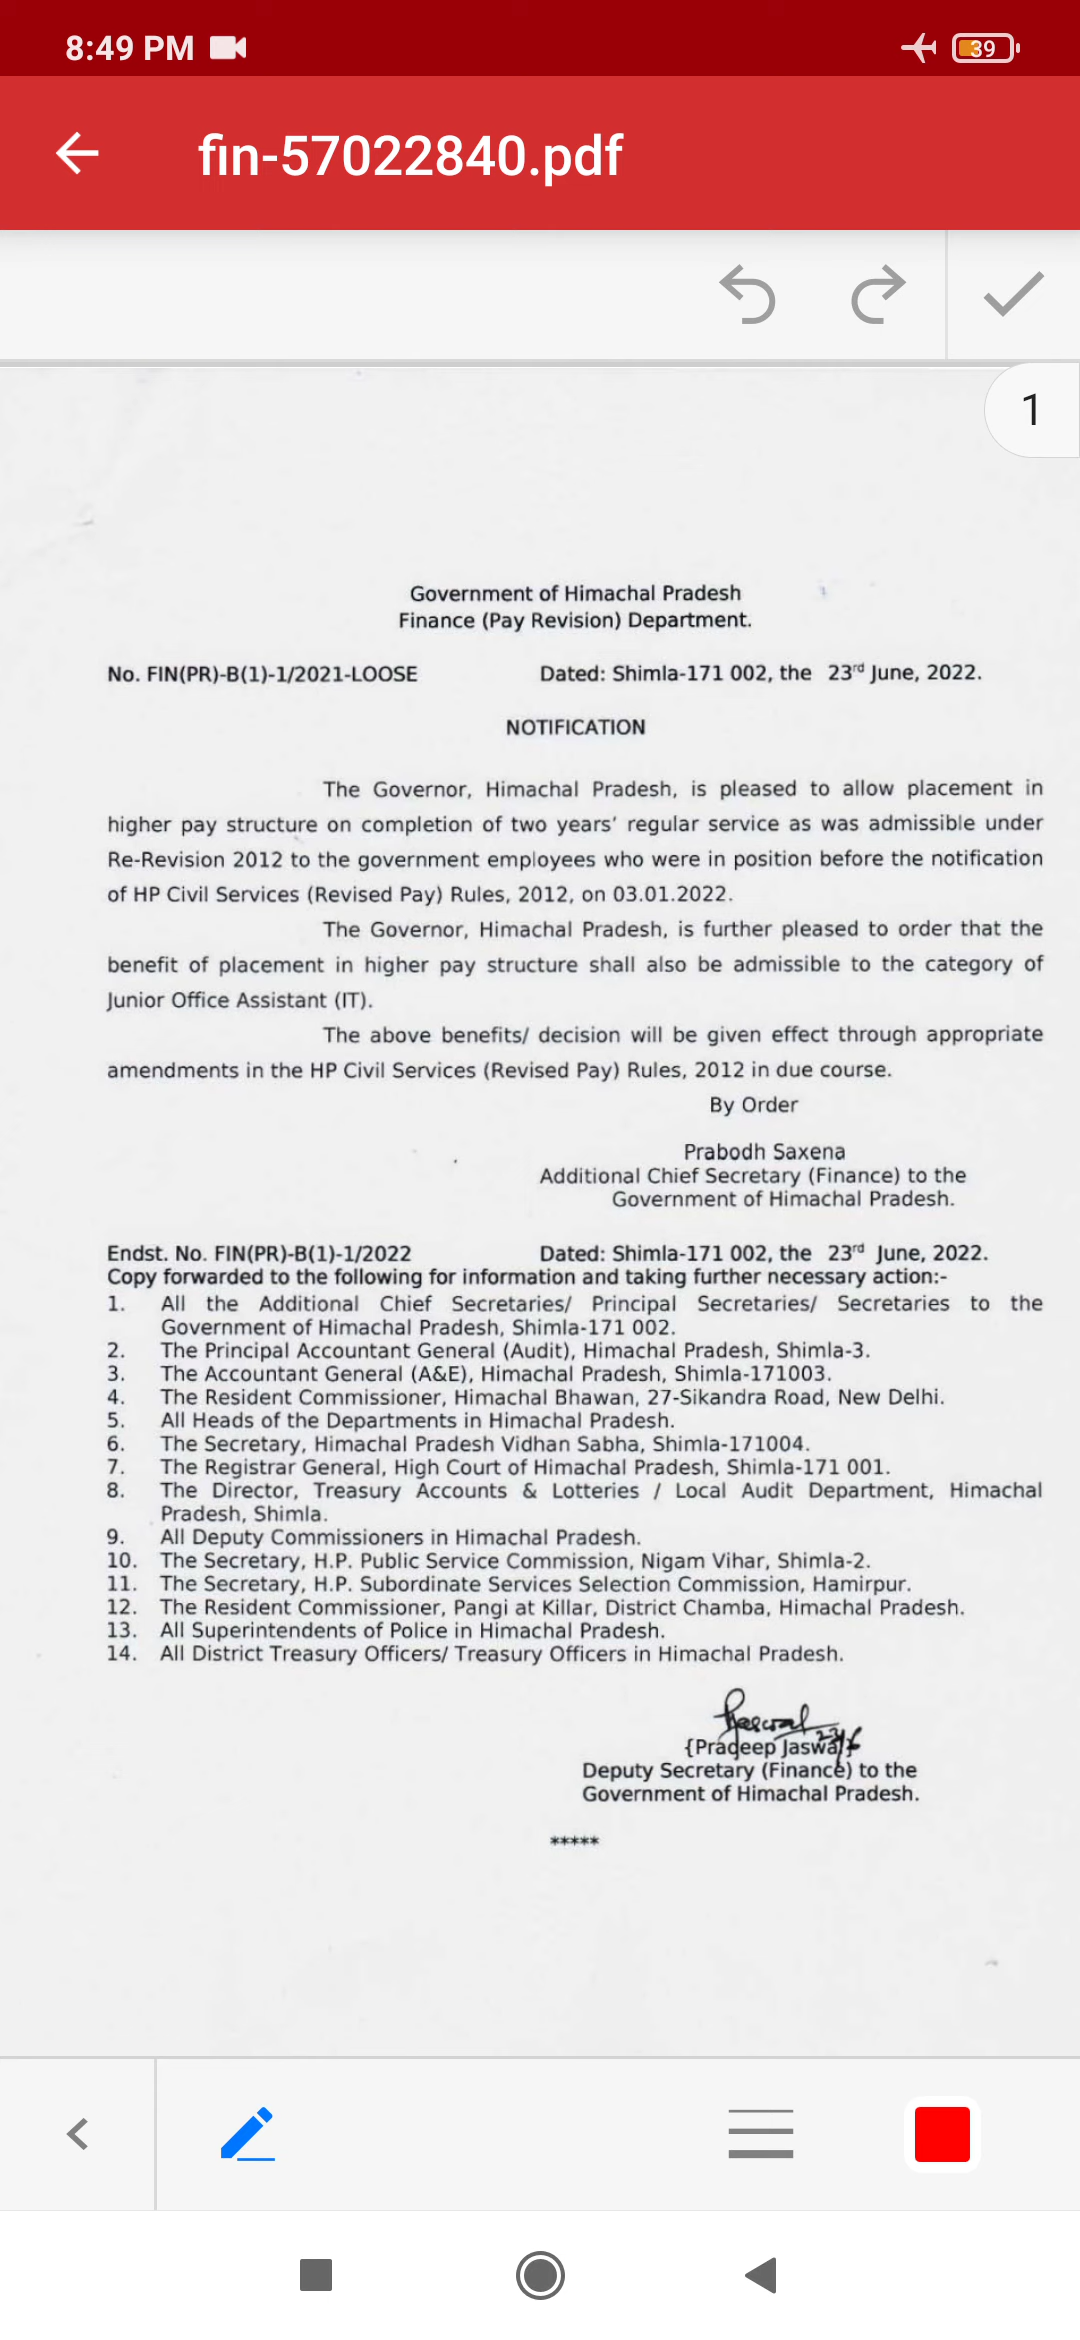 8:49 PM
39
fin-57022840.pdf
1
Government of Himachal Pradesh
Finance (Pay Revision) Department.
No. FIN(PR)-B(1)-1/2021-LOOSE Dated: Shimla-171 002, the 23rd June, 2022.
NOTIFICATION
The Governor, Himachal Pradesh, is pleased to allow placement in
higher pay structure on completion of two years' regular service as was admissible under
Re-Revision 2012 to the government employees who were in position before the notification
of HP Civil Services (Revised Pay) Rules, 2012, on 03.01.2022.
The Governor, Himachal Pradesh, is further pleased to order that the
benefit of placement in higher pay structure shall also be admissible to the category of
Junior Office Assistant (IT).
The above benefits/ decision will be given effect through appropriate
amendments in the HP Civil Services (Revised Pay) Rules, 2012 in due course.
By Order
Prabodh Saxena
Additional Chief Secretary (Finance) to the
Government of Himachal Pradesh.
Endst. No. FIN(PR)-B(1)-1/2022 Dated: Shimla-171 002, the 23rd June, 2022.
Copy forwarded to the following for information and taking further necessary action:-
1. All the Additional Chief Secretaries/ Principal Secretaries/ Secretaries to the
Government of Himachal Pradesh, Shimla-171 002.
2. The Principal Accountant General (Audit), Himachal Pradesh, Shimla-3.
3. The Accountant General (A&E), Himachal Pradesh, Shimla-171003.
4. The Resident Commissioner, Himachal Bhawan, 27-Sikandra Road, New Delhi.
5. All Heads of the Departments in Himachal Pradesh.
6. The Secretary, Himachal Pradesh Vidhan Sabha, Shimla-171004.
7. The Registrar General, High Court of Himachal Pradesh, Shimla-171 001.
8. The Director, Treasury Accounts & Lotteries / Local Audit Department, Himachal
Pradesh, Shimla.
9. All Deputy Commissioners in Himachal Pradesh.
10. The Secretary, H.P. Public Service Commission, Nigam Vihar, Shimla-2.
11. The Secretary, H.P. Subordinate Services Selection Commission, Hamirpur.
12. The Resident Commissioner, Pangi at Killar, District Chamba, Himachal Pradesh.
13. All Superintendents of Police in Himachal Pradesh.
14. All District Treasury Officers/ Treasury Officers in Himachal Pradesh.
{Pradeep Jaswal}
Deputy Secretary (Finance) to the
Government of Himachal Pradesh.
*****